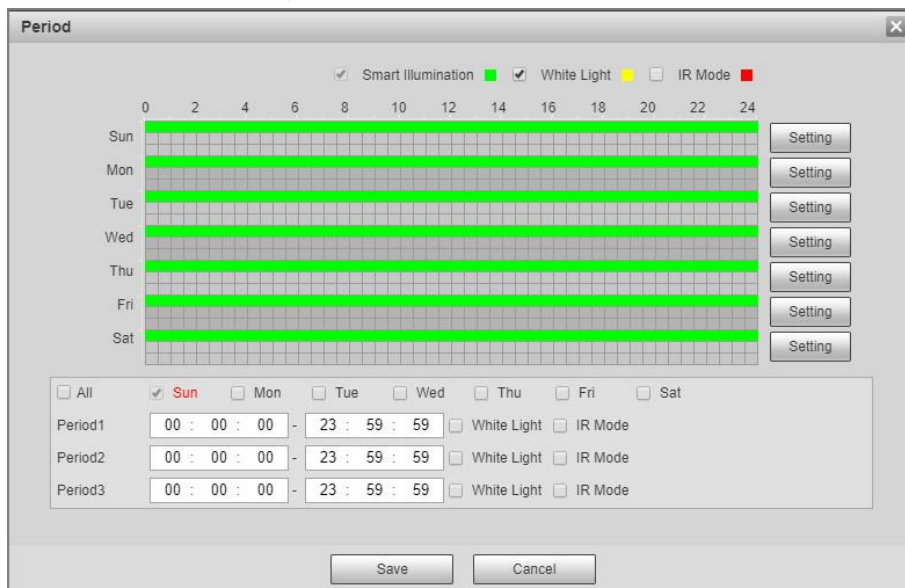 Period
Smart Illumination White Light IR Mode
0 2 4 6 8 10 12 14 16 18 20 22 24
Sun Setting
Mon Setting
Tue Setting
Wed Setting
Thu Setting
Fri Setting
Sat Setting
All Sun Mon Tue Wed Thu Fri Sat
Period1 00 : 00 : 00 - 23 : 59 : 59 White Light IR Mode
Period2 00 : 00 : 00 - 23 : 59 : 59 White Light IR Mode
Period3 00 : 00 : 00 - 23 : 59 : 59 White Light IR Mode
Save Cancel